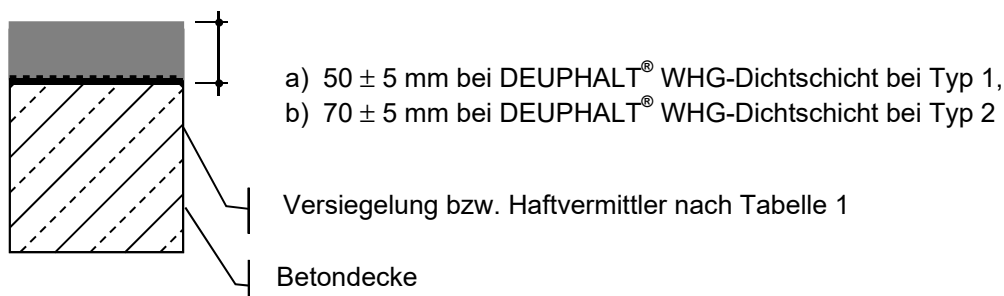 a) 50 ± 5 mm bei DEUPHALT® WHG-Dichtschicht bei Typ 1,
b) 70 ± 5 mm bei DEUPHALT® WHG-Dichtschicht bei Typ 2
Versiegelung bzw. Haftvermittler nach Tabelle 1
Betondecke